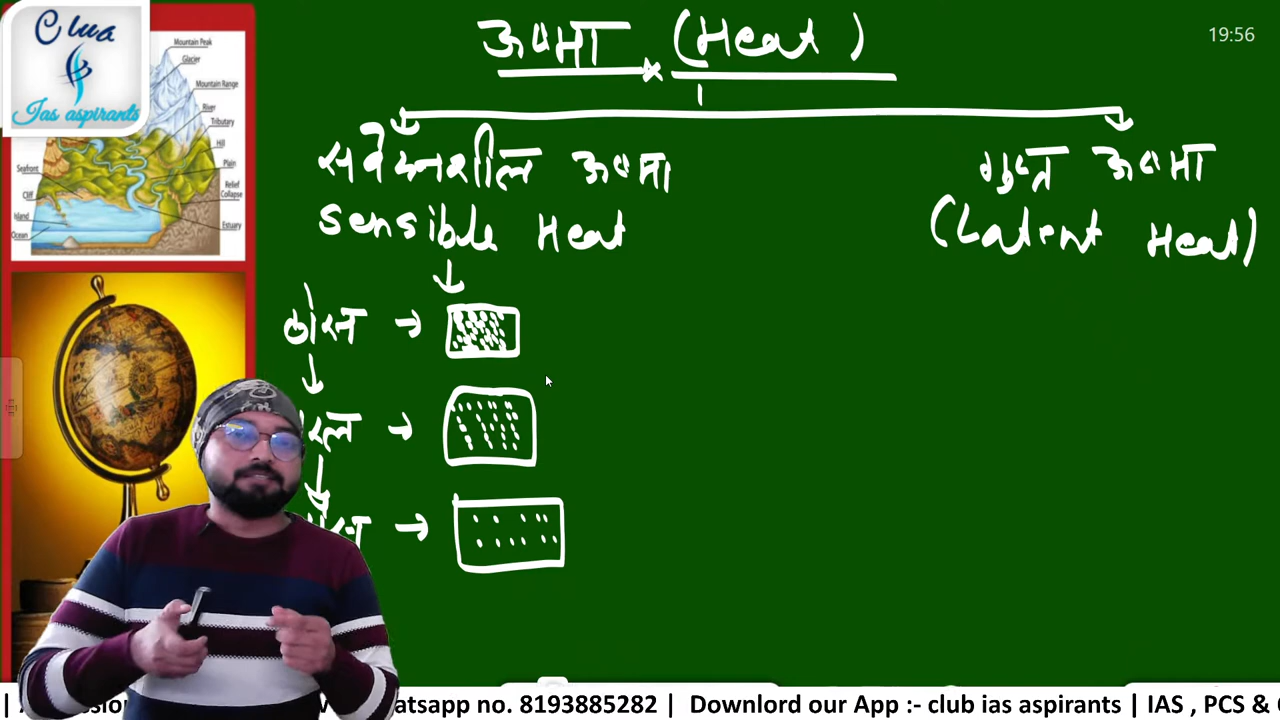 Clua
Ias aspirants
Mountain Peak
Glacier
Mountain Range
River
Tributary
Hill
Plain
Relief
Collapse
Estuary
Seafront
Cliff
Island
Ocean
19:56
ऊष्मा (Heat)
संवेदनशील ऊष्मा
Sensible Heat
गुप्त ऊष्मा
(Latent Heat)
ठोस →
→
→
atsapp no. 8193885282 | Downlord our App :- club ias aspirants | IAS , PCS &